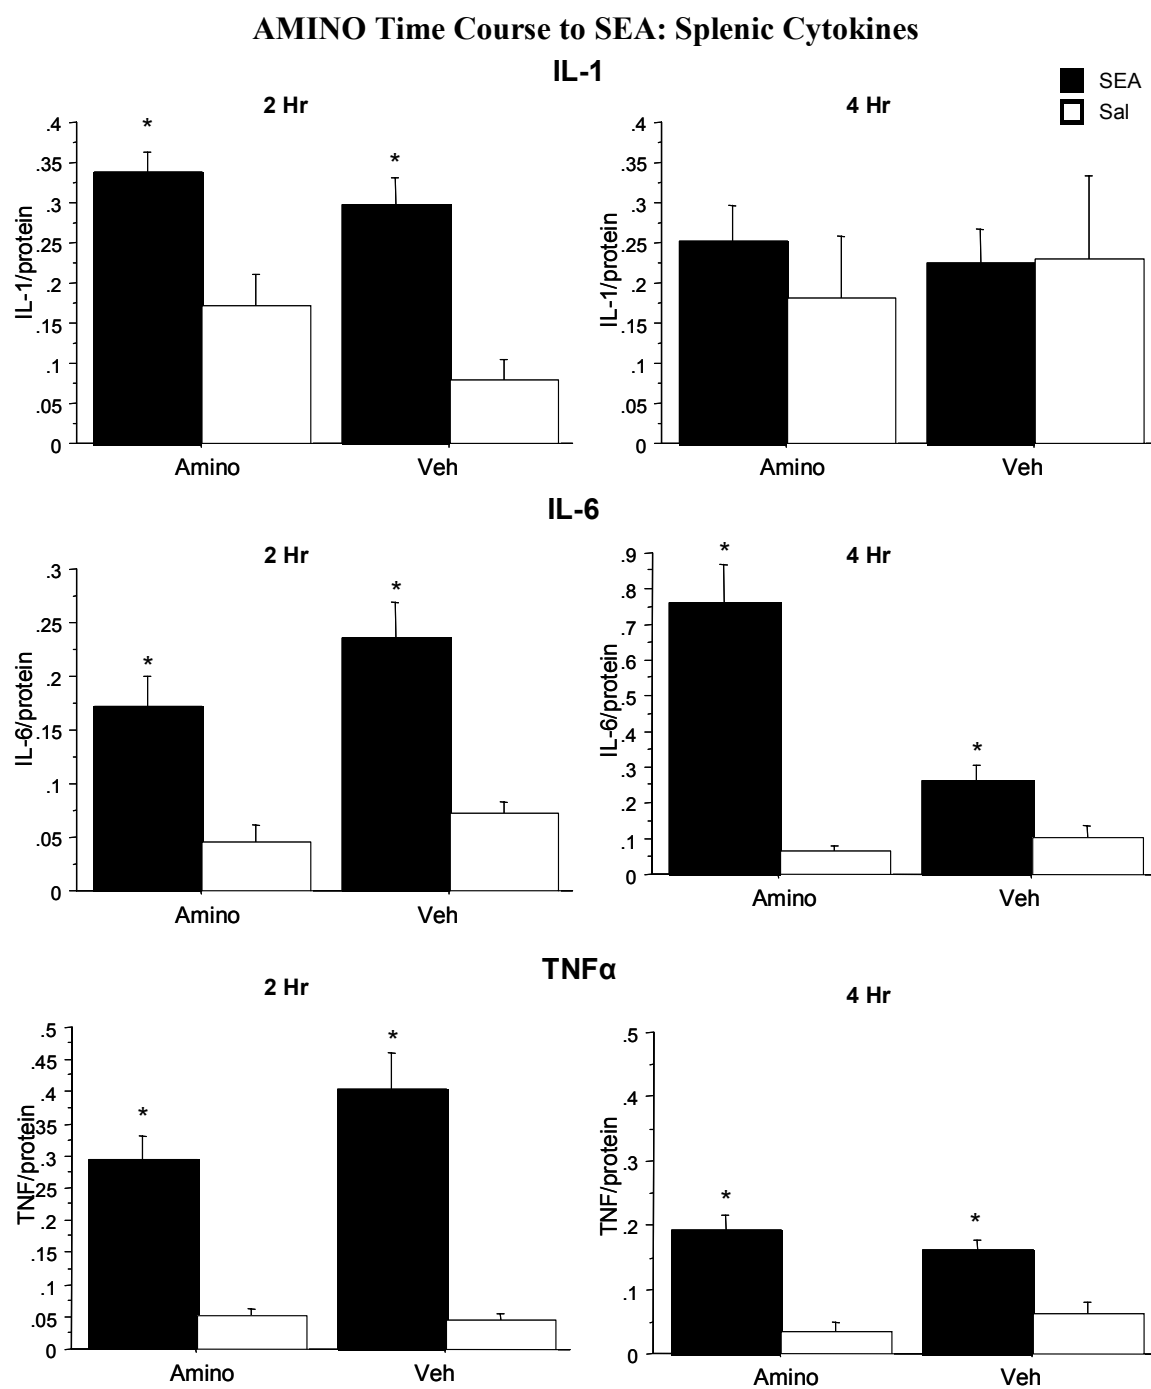 AMINO Time Course to SEA: Splenic Cytokines
IL-1
SEA
Sal
2 Hr
*
*
.4
.35
.3
.25
.2
.15
.1
.05
0
IL-1/protein
Amino
Veh
4 Hr
.4
.35
.3
.25
.2
.15
.1
.05
0
IL-1/protein
Amino
Veh
IL-6
2 Hr
*
*
.3
.25
.2
.15
.1
.05
0
IL-6/protein
Amino
Veh
4 Hr
*
*
.9
.8
.7
.6
.5
.4
.3
.2
.1
0
IL-6/protein
Amino
Veh
TNFα
2 Hr
*
*
.5
.45
.4
.35
.3
.25
.2
.15
.1
.05
0
TNF/protein
Amino
Veh
4 Hr
*
*
.5
.4
.3
.2
.1
0
TNF/protein
Amino
Veh